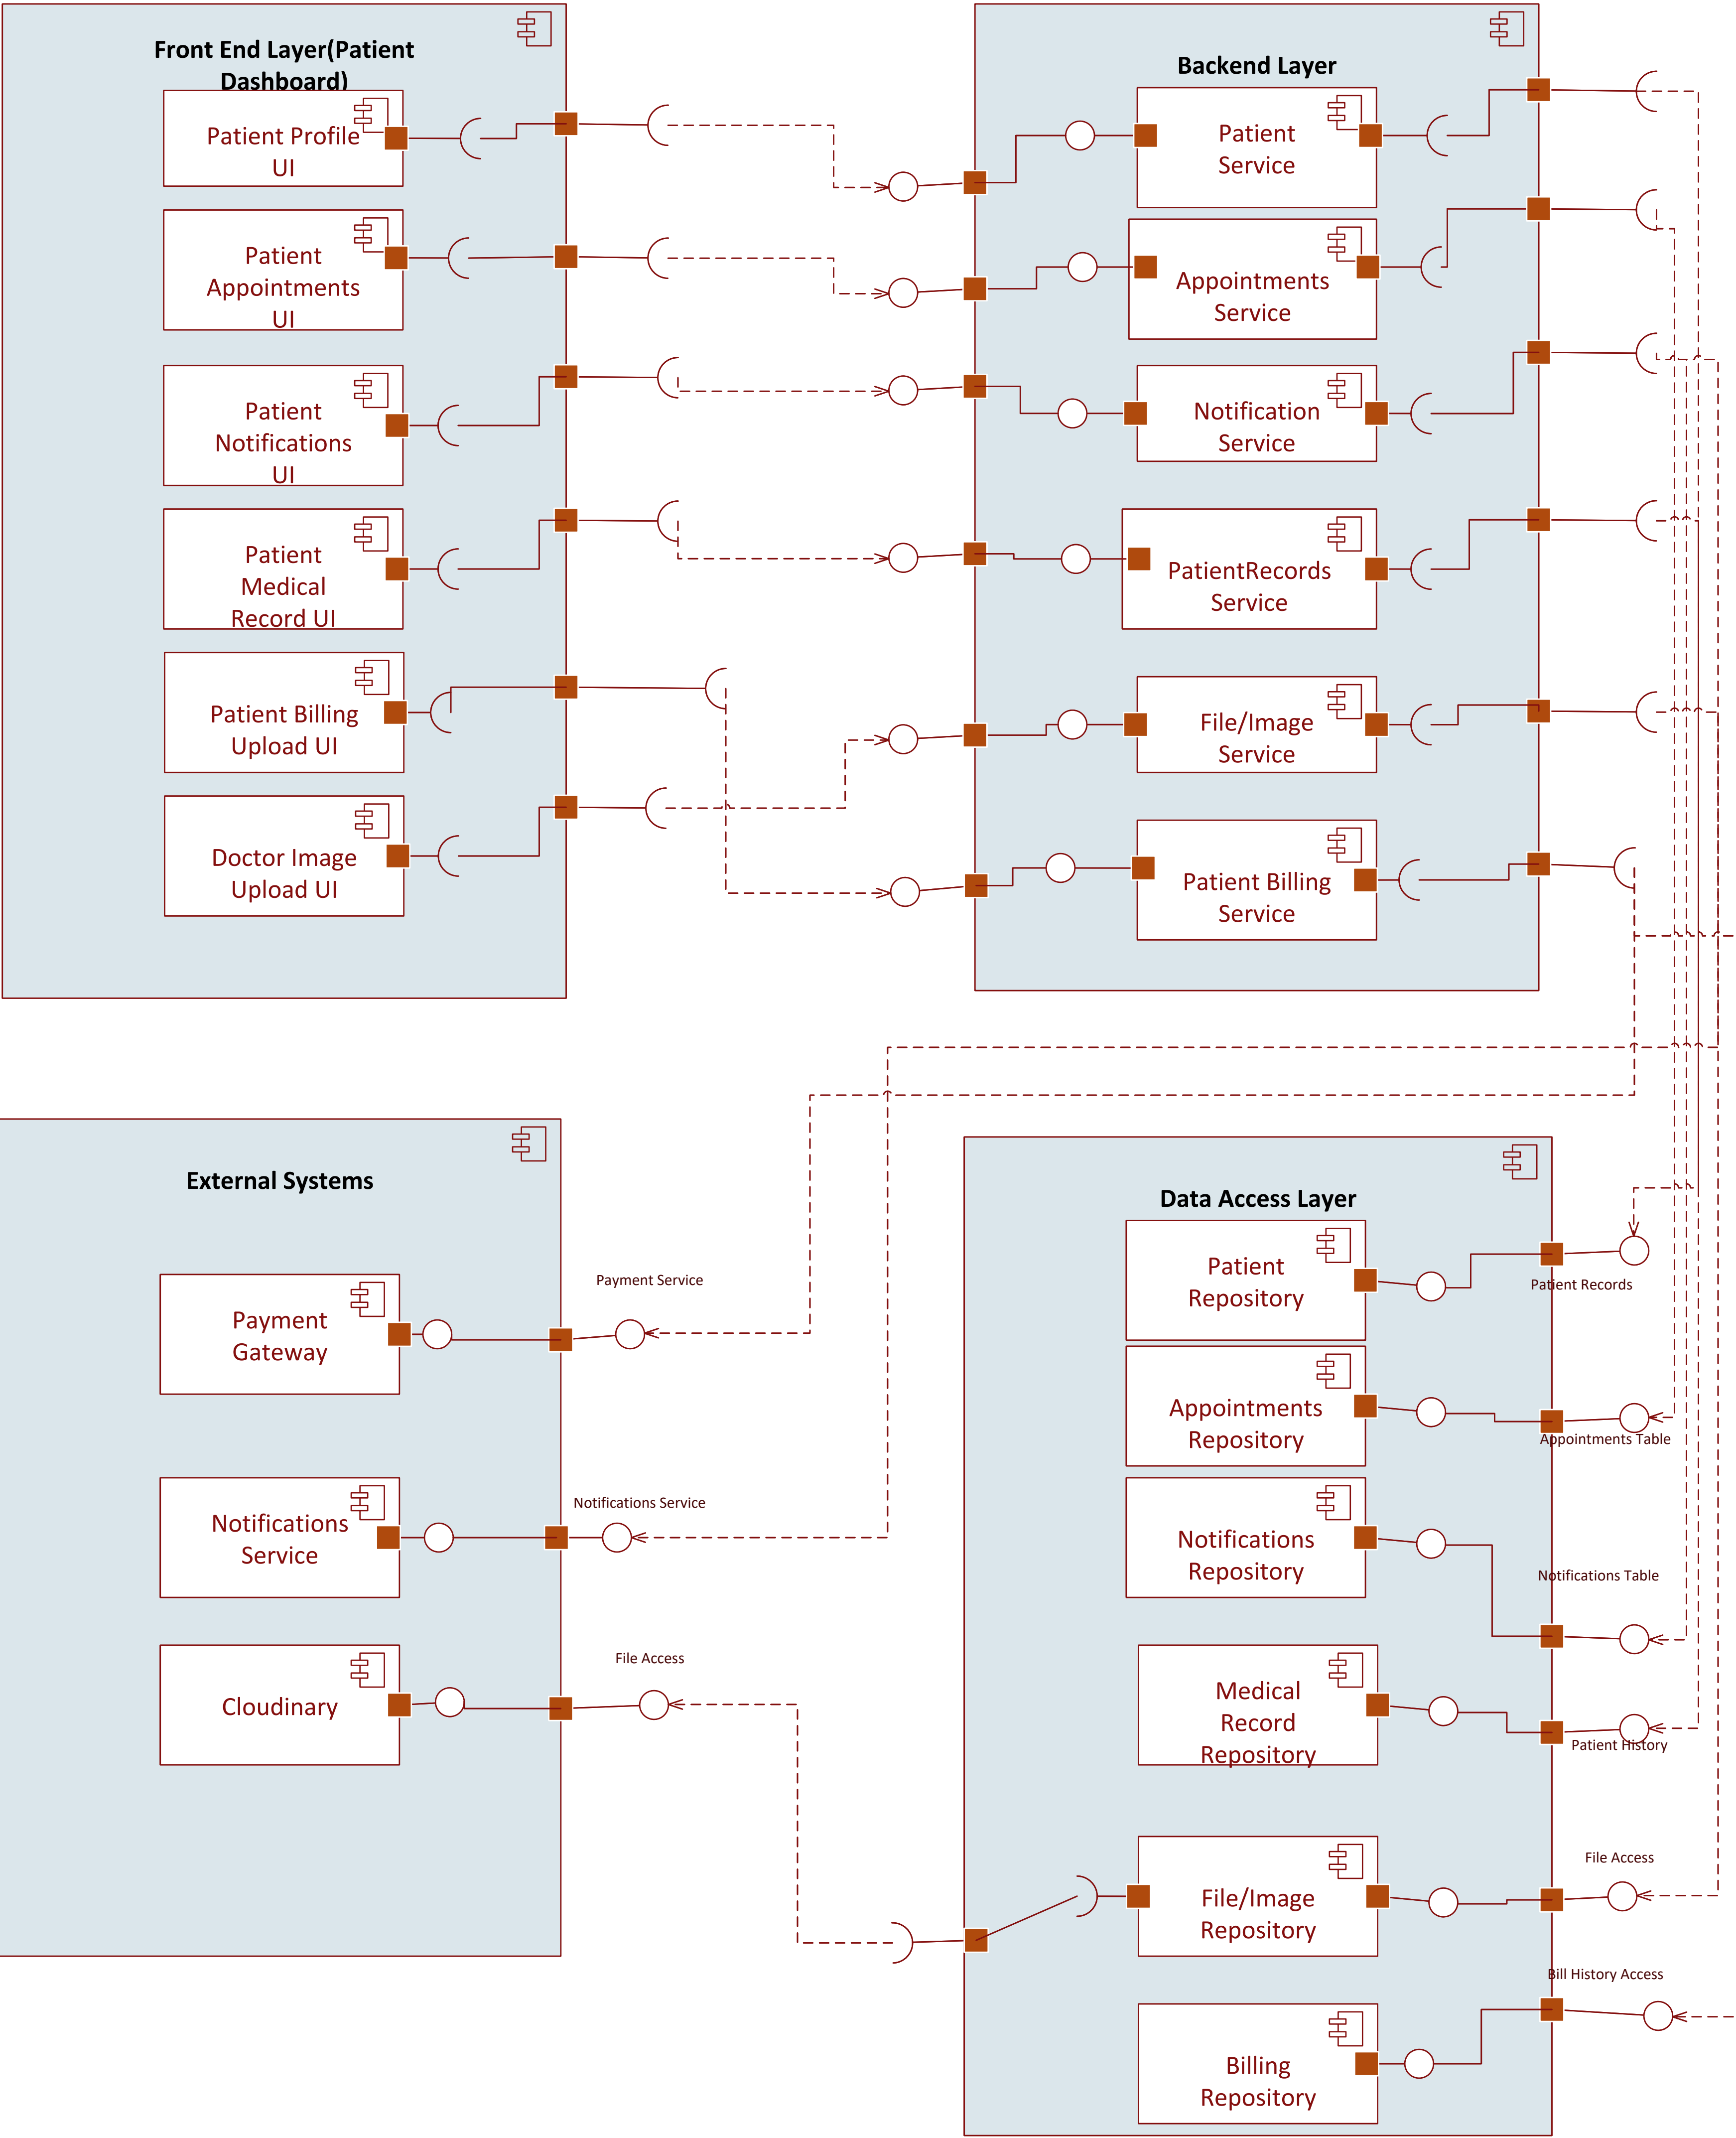 Front End Layer(Patient
Dashboard)
Patient Profile
UI
Patient
Appointments
UI
Patient
Notifications
UI
Patient
Medical
Record UI
Patient Billing
Upload UI
Doctor Image
Upload UI
Backend Layer
Patient
Service
Appointments
Service
Notification
Service
PatientRecords
Service
File/Image
Service
Patient Billing
Service
External Systems
Payment
Gateway
Payment Service
Notifications
Service
Notifications Service
Cloudinary
File Access
Data Access Layer
Patient
Repository
Patient Records
Appointments
Repository
Appointments Table
Notifications
Repository
Notifications Table
Medical
Record
Repository
Patient History
File/Image
Repository
File Access
Bill History Access
Billing
Repository